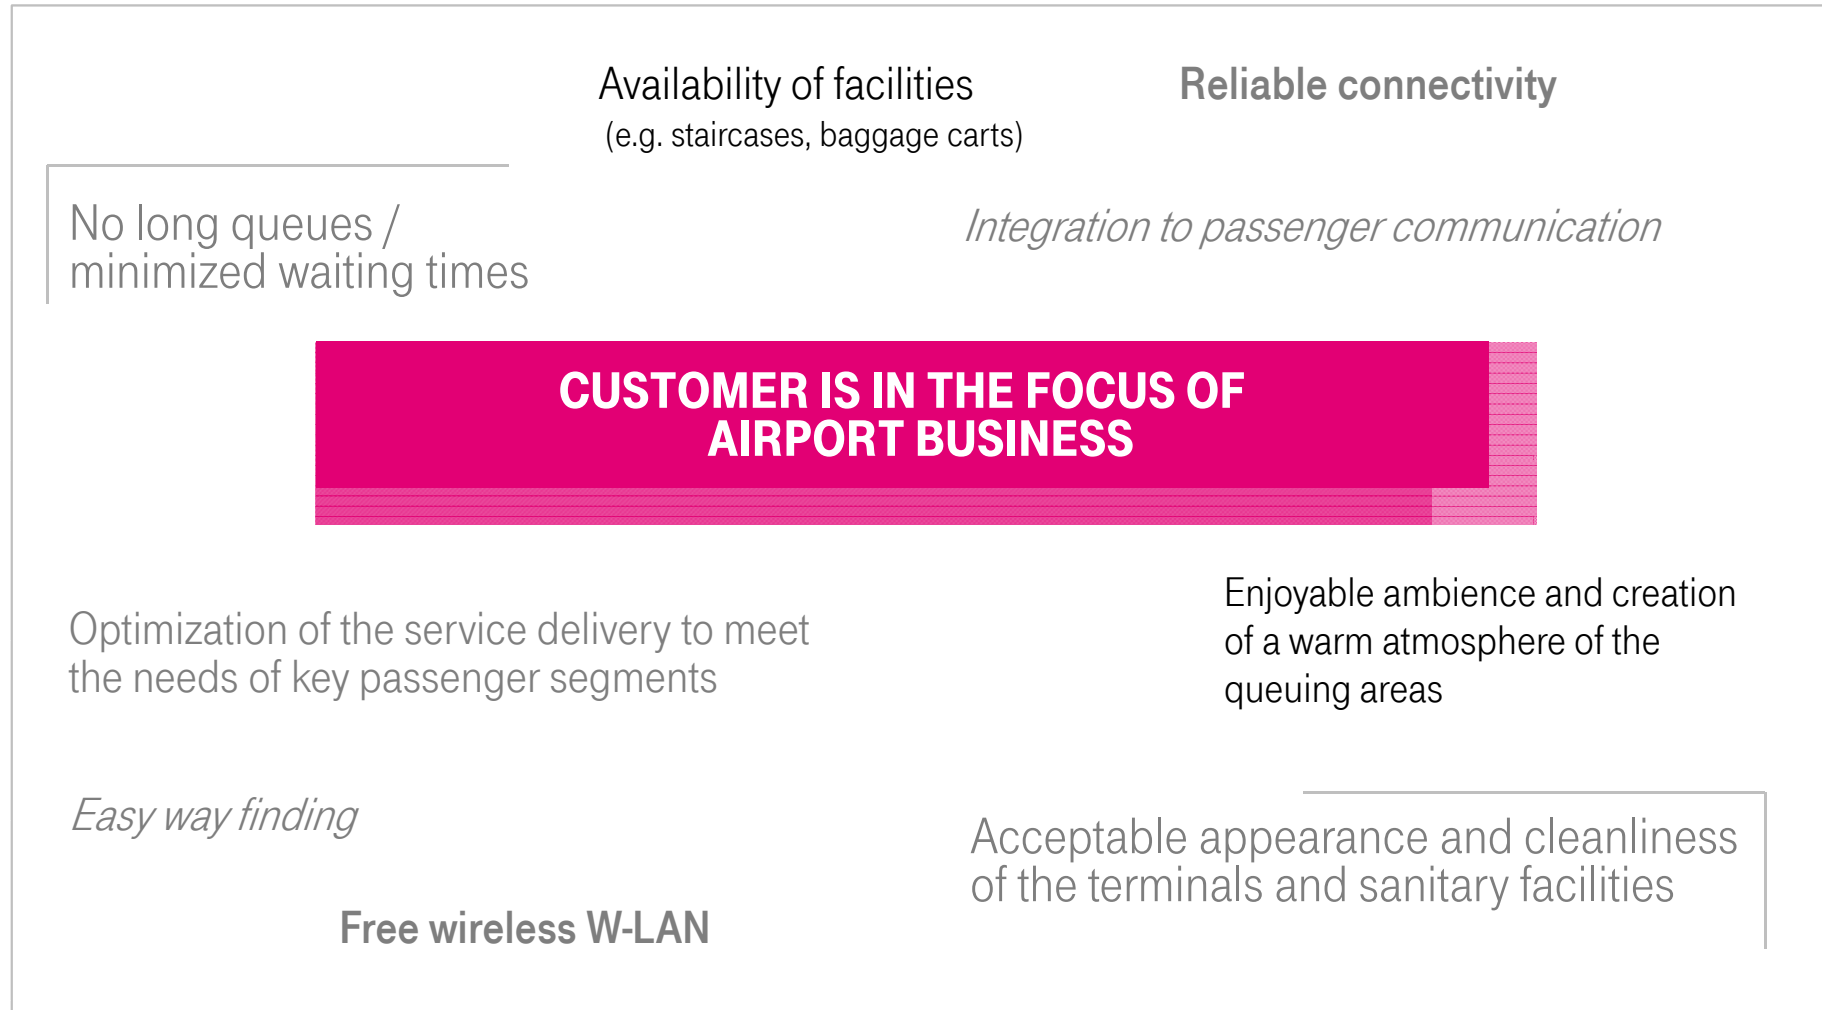 Availability of facilities
(e.g. staircases, baggage carts)
Reliable connectivity
No long queues /
minimized waiting times
Integration to passenger communication
CUSTOMER IS IN THE FOCUS OF
AIRPORT BUSINESS
Optimization of the service delivery to meet
the needs of key passenger segments
Enjoyable ambience and creation
of a warm atmosphere of the
queuing areas
Easy way finding
Acceptable appearance and cleanliness
of the terminals and sanitary facilities
Free wireless W-LAN